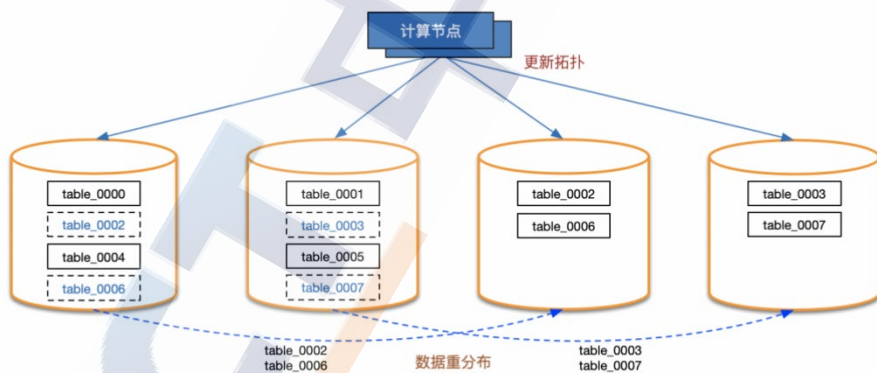 计算节点
更新拓扑
table_0000
table_0002
table_0004
table_0006
table_0001
table_0003
table_0005
table_0007
table_0002
table_0006
table_0003
table_0007
table_0002
table_0006
数据重分布
table_0003
table_0007